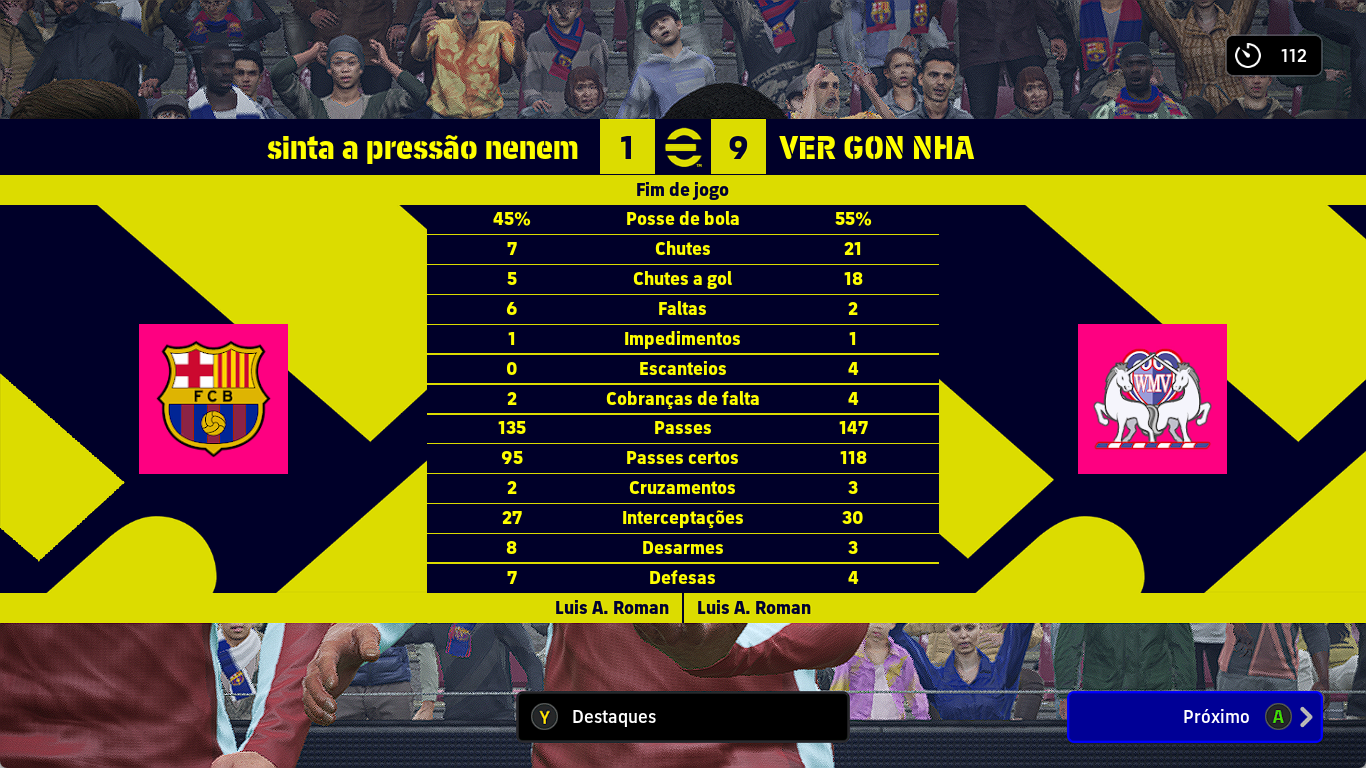 112
sinta a pressão nenem 1 9 VER GON NHA
Fim de jogo
45% Posse de bola 55%
7 Chutes 21
5 Chutes a gol 18
6 Faltas 2
1 Impedimentos 1
0 Escanteios 4
2 Cobranças de falta 4
135 Passes 147
95 Passes certos 118
2 Cruzamentos 3
27 Interceptações 30
8 Desarmes 3
7 Defesas 4
FCB
WMV
Luis A. Roman Luis A. Roman
Y Destaques
Próximo A